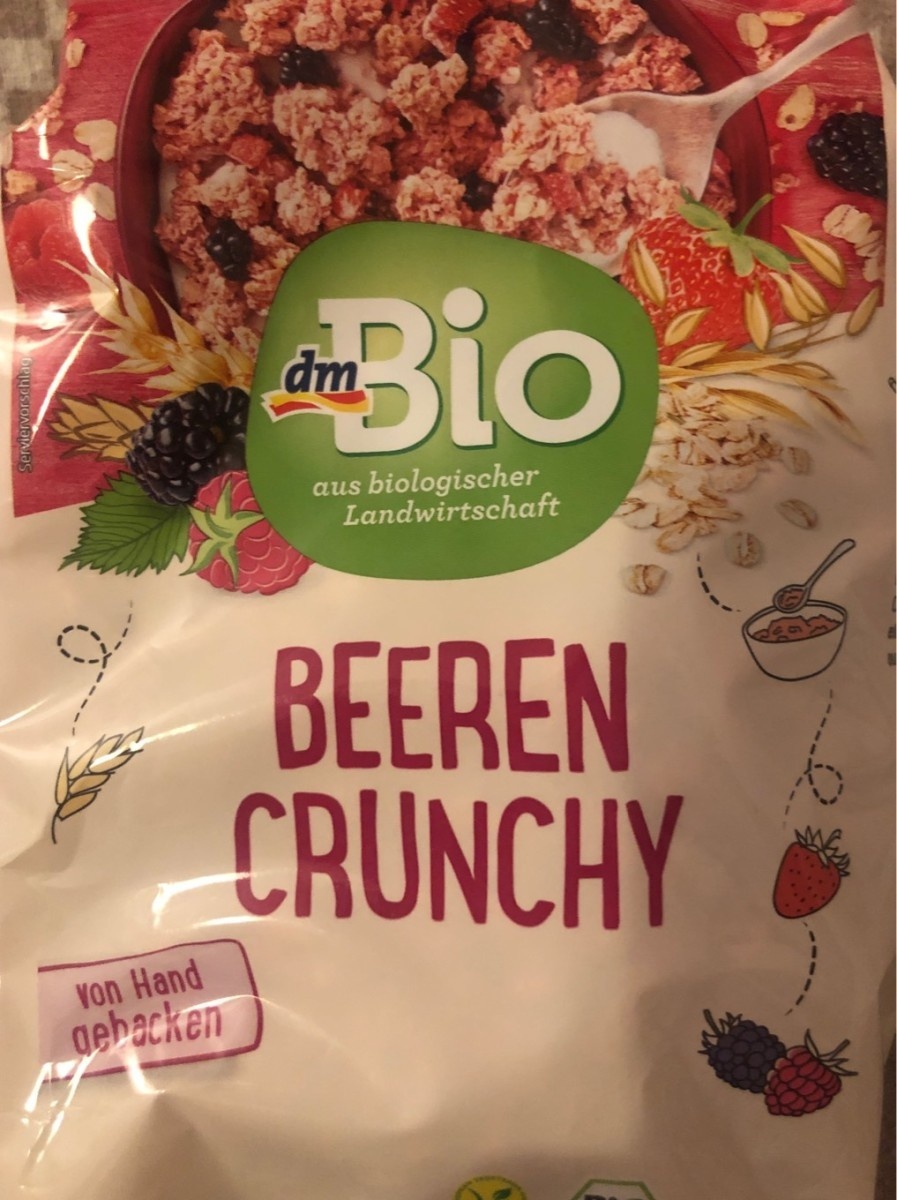 Serviervorschlag
dm Bio
aus biologischer
Landwirtschaft
BEEREN
CRUNCHY
von Hand
gebacken